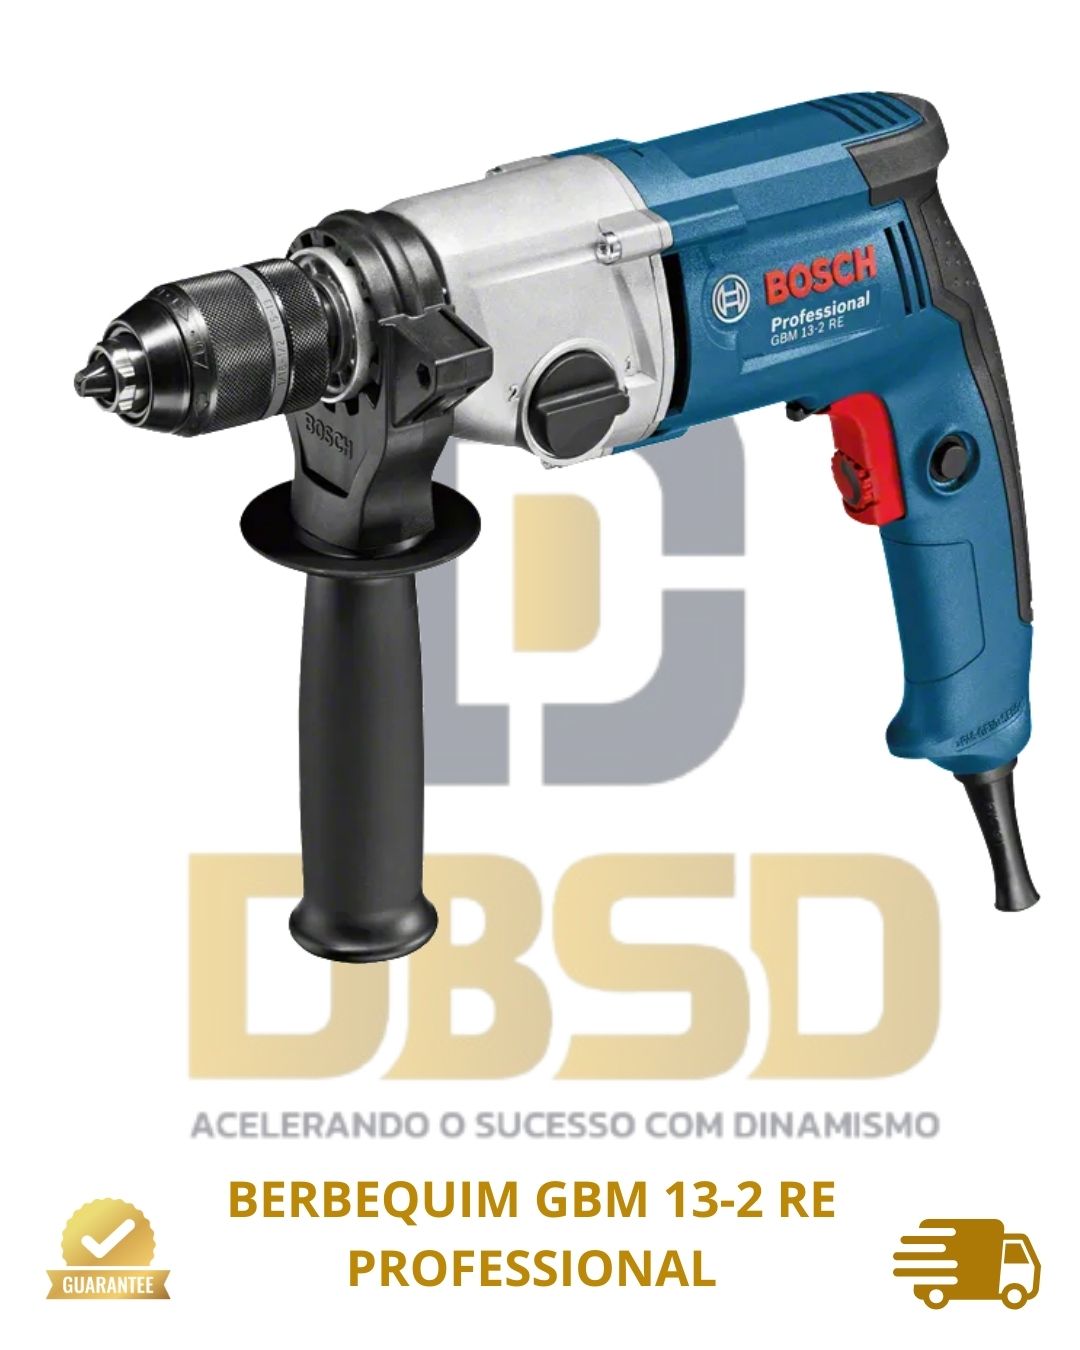 BOSCH
Professional
GBM 13-2 RE
BOSCH
2
DBSD
ACELERANDO O SUCESSO COM DINAMISMO
BERBEQUIM GBM 13-2 RE
PROFESSIONAL
GUARANTEE